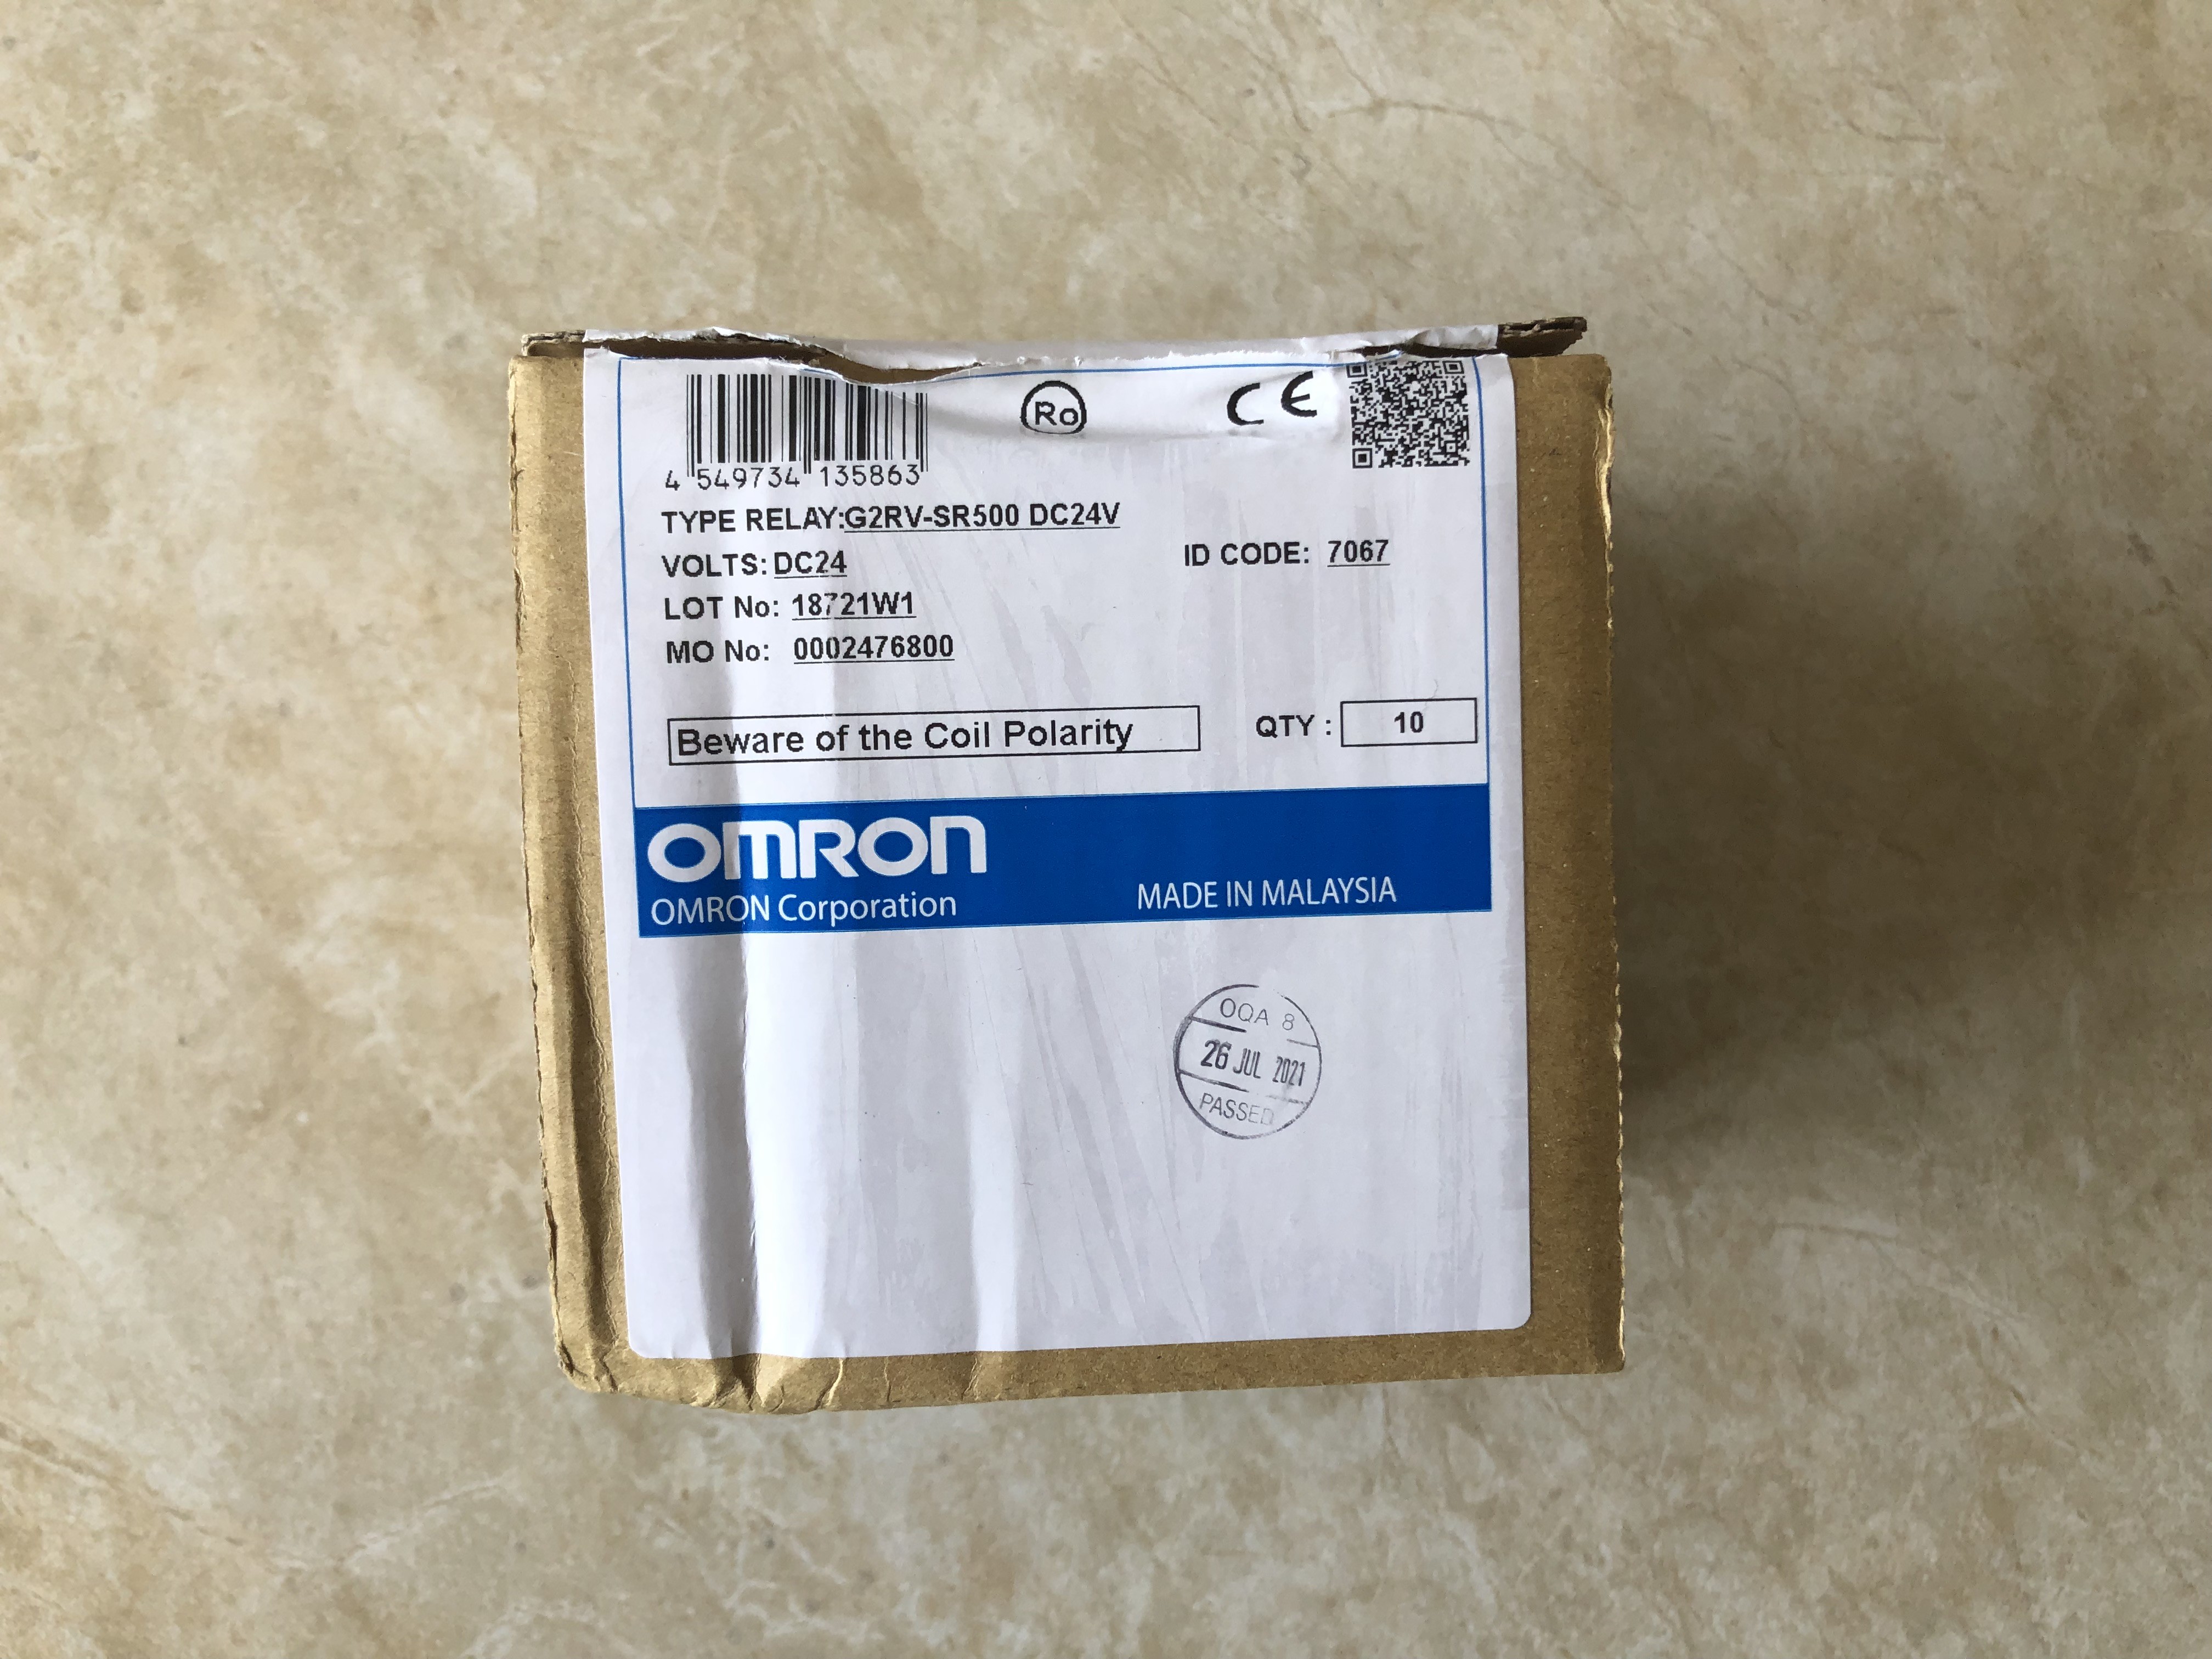 Ro
CE
4 549734 135863
TYPE RELAY:G2RV-SR500 DC24V
VOLTS: DC24
ID CODE: 7067
LOT No: 18721W1
MO No: 0002476800
Beware of the Coil Polarity
QTY : 10
OMRON
OMRON Corporation
MADE IN MALAYSIA
OQA 8
26 JUL 2021
PASSED